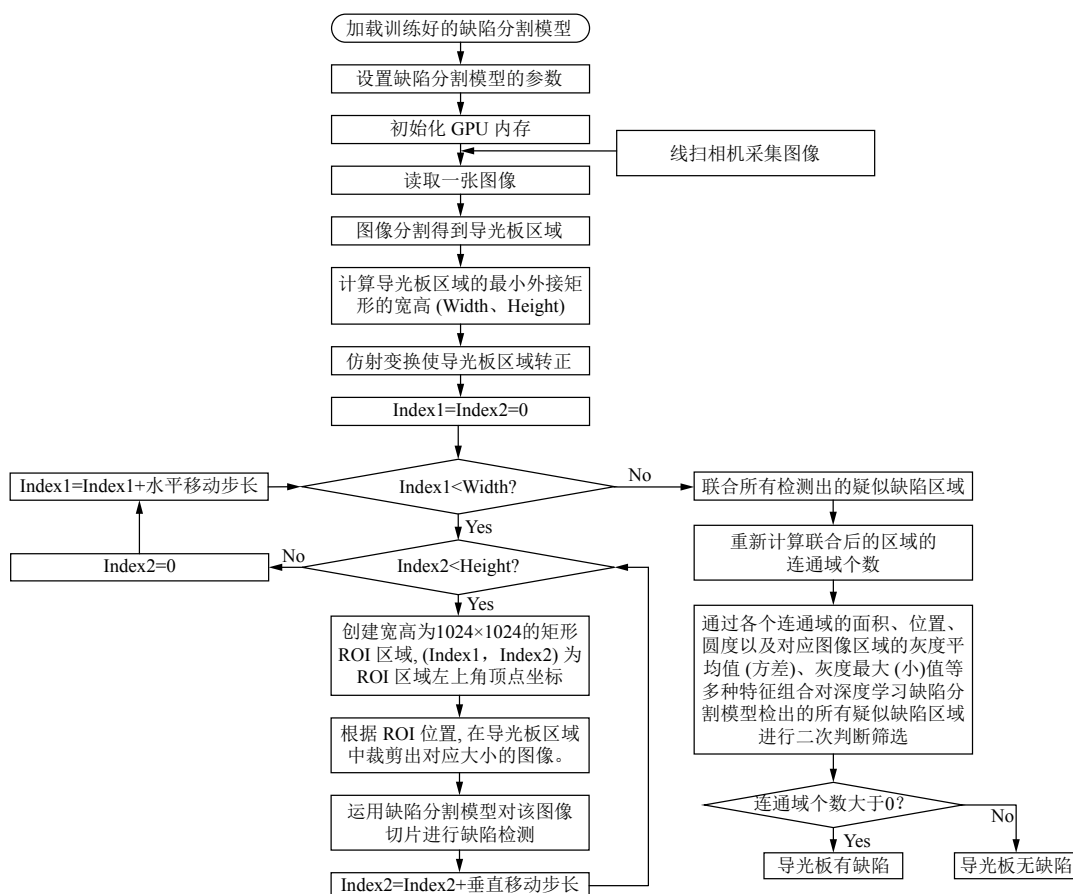 加载训练好的缺陷分割模型
设置缺陷分割模型的参数
初始化 GPU 内存
线扫相机采集图像
读取一张图像
图像分割得到导光板区域
计算导光板区域的最小外接矩
形的宽高 (Width、Height)
仿射变换使导光板区域转正
Index1=Index2=0
Index1=Index1+水平移动步长
Index1<Width?
No
联合所有检测出的疑似缺陷区域
Yes
重新计算联合后的区域的
连通域个数
Index2=0
No
Index2<Height?
Yes
创建宽高为1024×1024的矩形
ROI 区域, (Index1，Index2) 为
ROI 区域左上角顶点坐标
根据 ROI 位置, 在导光板区域
中裁剪出对应大小的图像。
运用缺陷分割模型对该图像
切片进行缺陷检测
Index2=Index2+垂直移动步长
通过各个连通域的面积、位置、
圆度以及对应图像区域的灰度平
均值 (方差)、灰度最大 (小)值等
多种特征组合对深度学习缺陷分
割模型检出的所有疑似缺陷区域
进行二次判断筛选
连通域个数大于0?
No
Yes
导光板有缺陷
导光板无缺陷